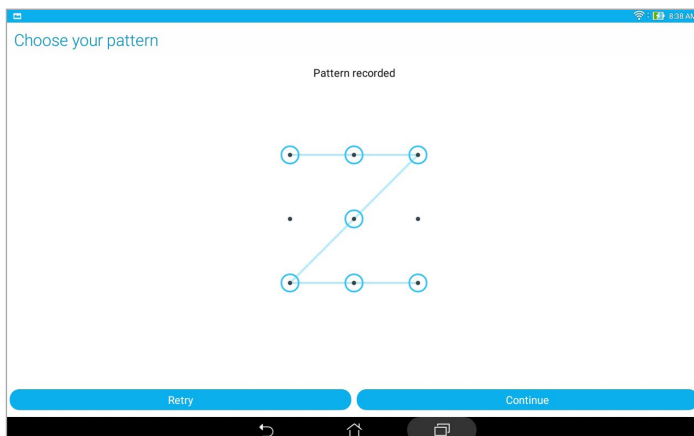 8:38 AM
Choose your pattern
Pattern recorded
Retry
Continue